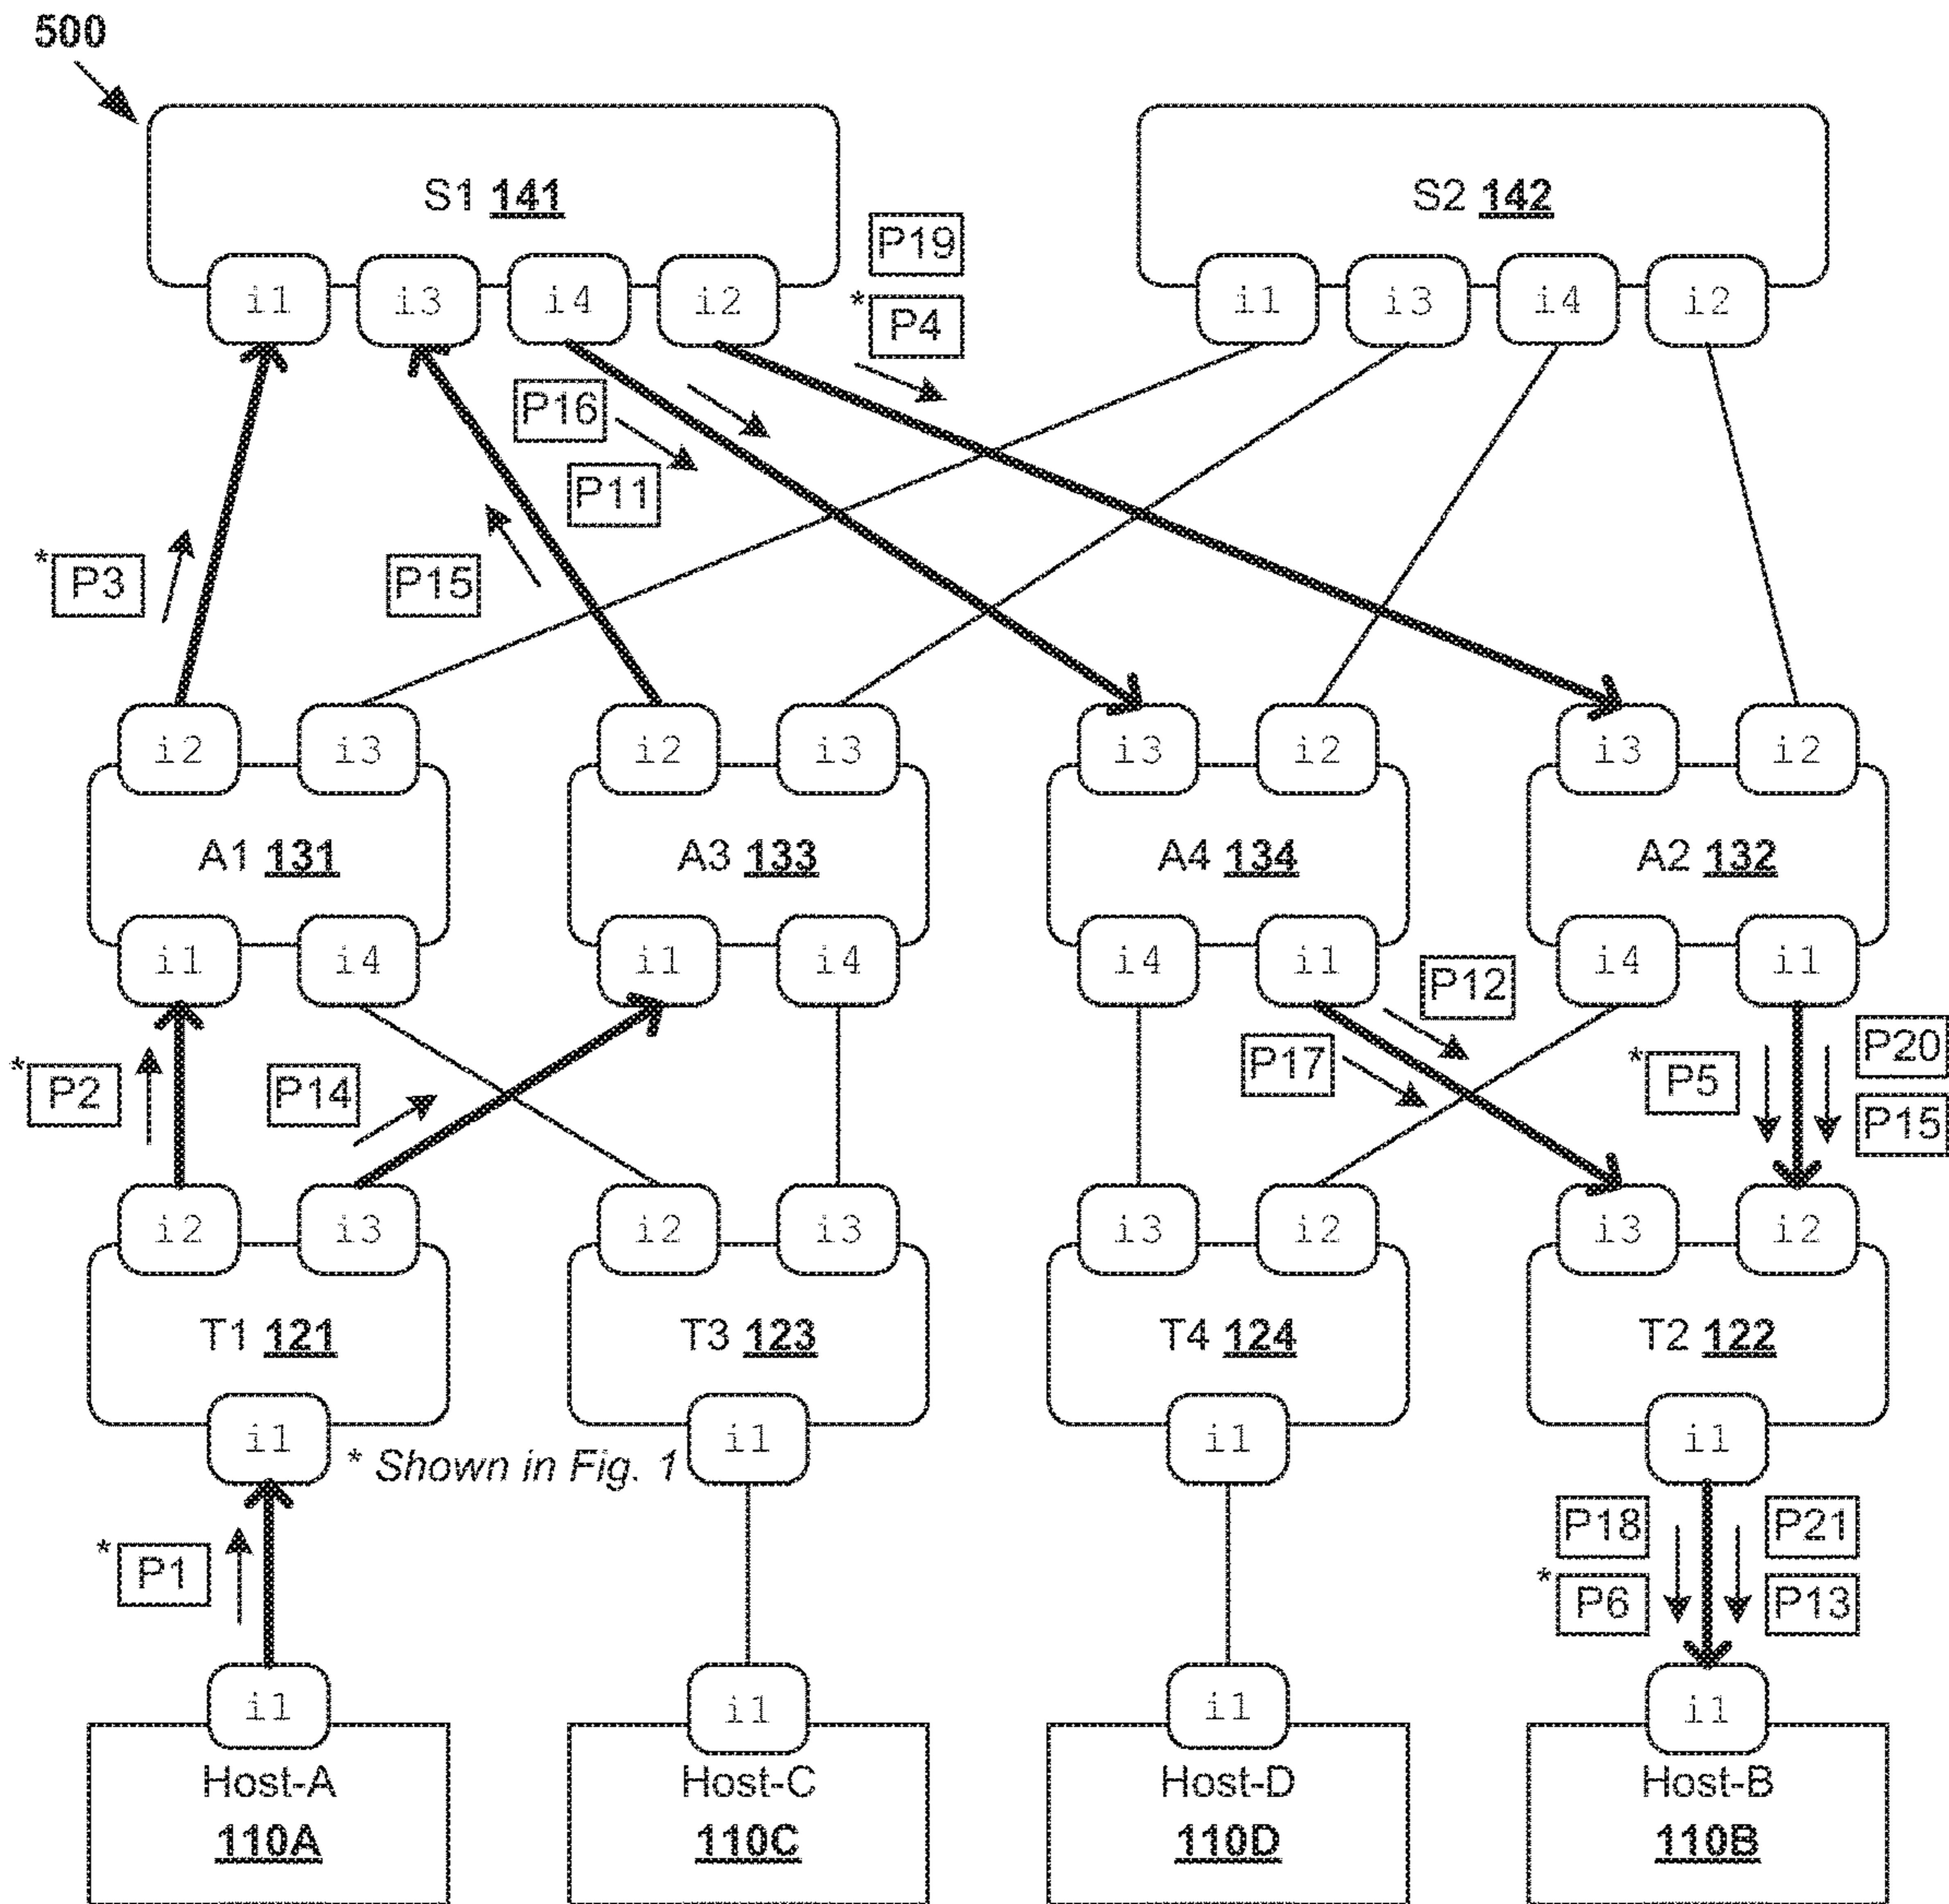 500
S1 141
S2 142
P19
* P4
i1 i3 i4 i2
i1 i3 i4 i2
P16
P11
* P3
P15
i2 i3
i2 i3
i3 i2
i3 i2
A1 131
A3 133
A4 134
A2 132
i1 i4
i1 i4
i4 i1
i4 i1
P12
* P2
P14
P17
* P5
P20
P15
i2 i3
i2 i3
i3 i2
i3 i2
T1 121
T3 123
T4 124
T2 122
i1
i1
i1
i1
* Shown in Fig. 1
* P1
P18
P21
* P6
P13
i1
i1
i1
i1
Host-A
110A
Host-C
110C
Host-D
110D
Host-B
110B